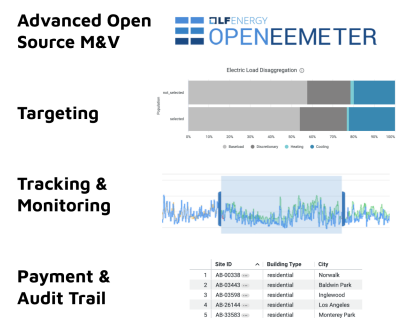 Advanced Open
Source M&V
LFENERGY
OPENEEMETER
Targeting
Electric Load Disaggregation
Population
not_selected
selected
0% 10% 20% 30% 40% 50% 60% 70% 80% 90% 100%
Baseload Discretionary Heating Cooling
Tracking &
Monitoring
Payment &
Audit Trail
Site ID Building Type City
1 AB-00338 residential Norwalk
2 AB-03443 residential Baldwin Park
3 AB-03598 residential Inglewood
4 AB-26144 residential Los Angeles
5 AB-33583 residential Monterey Park